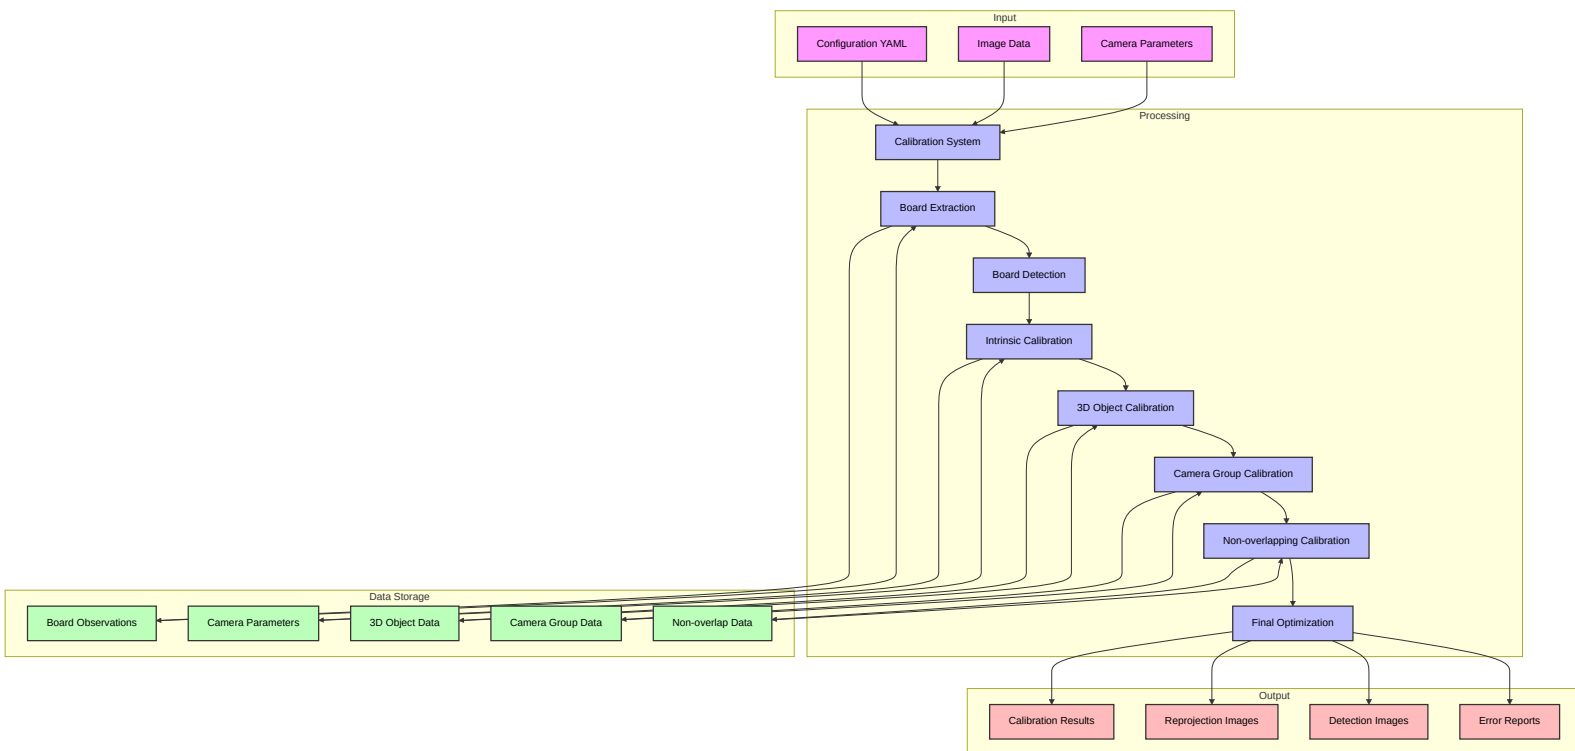 Input
Configuration YAML
Image Data
Camera Parameters
Processing
Calibration System
Board Extraction
Board Detection
Intrinsic Calibration
3D Object Calibration
Camera Group Calibration
Non-overlapping Calibration
Data Storage
Board Observations
Camera Parameters
3D Object Data
Camera Group Data
Non-overlap Data
Final Optimization
Output
Calibration Results
Reprojection Images
Detection Images
Error Reports